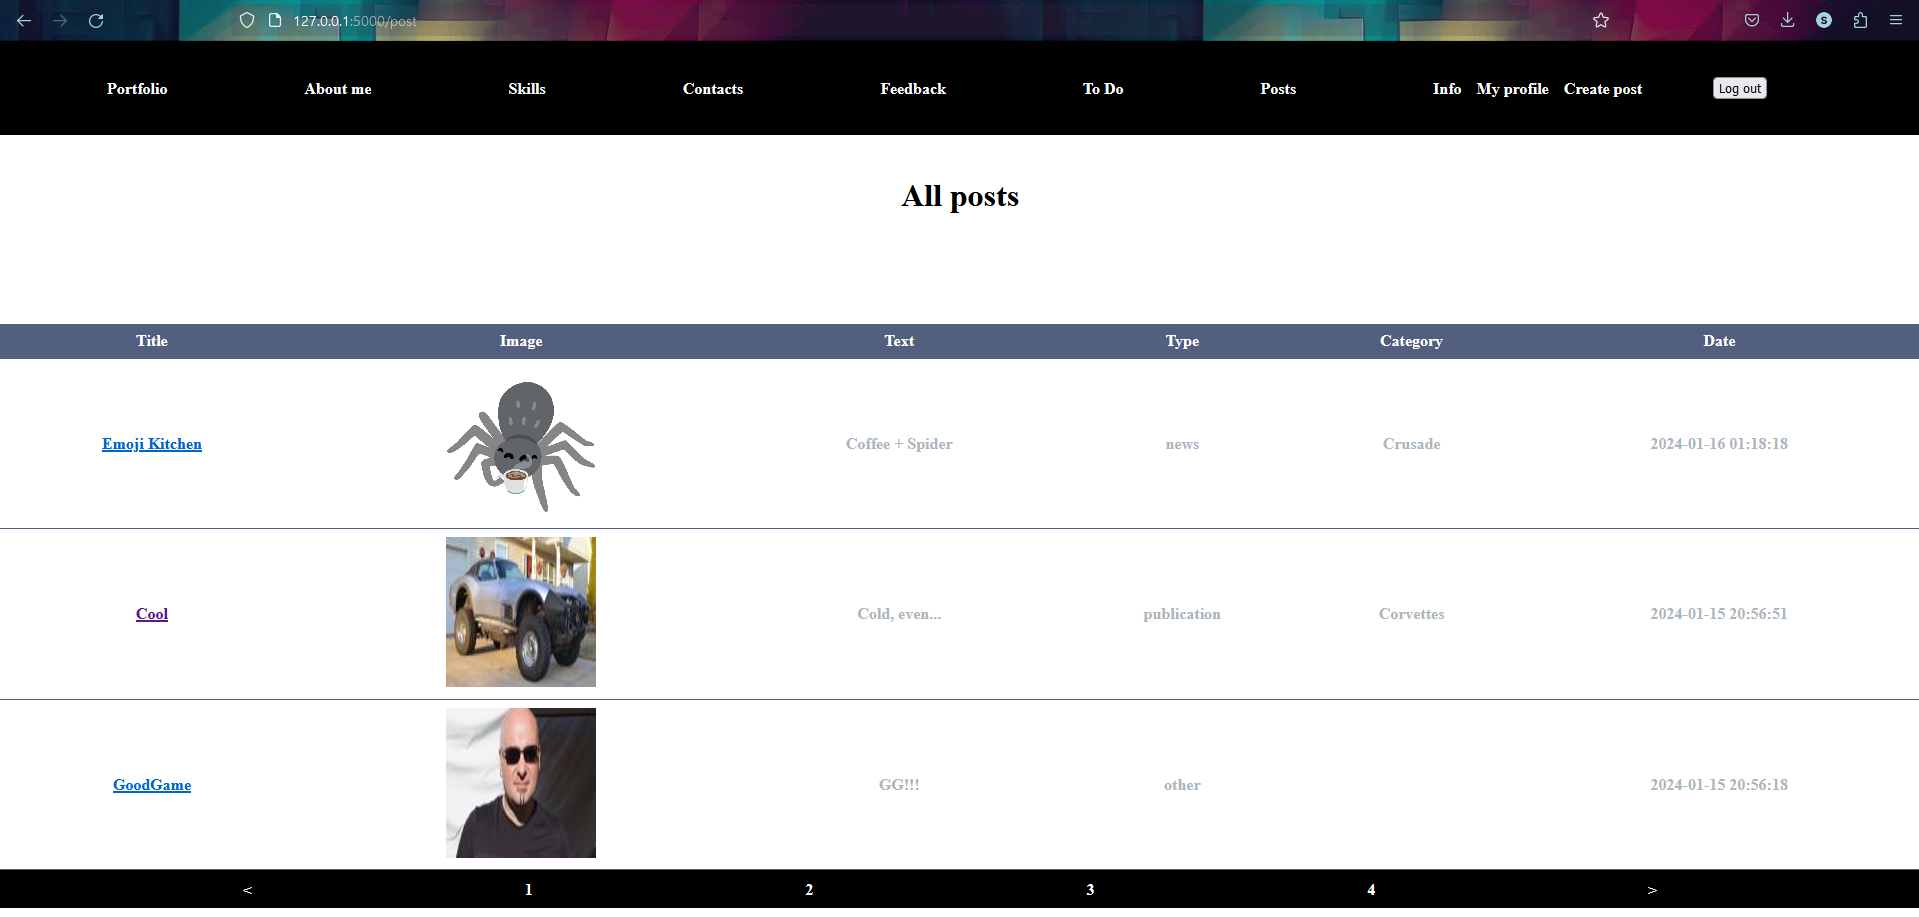 127.0.0.1:5000/post
Portfolio About me Skills Contacts Feedback To Do Posts Info My profile Create post Log out
All posts
Title Image Text Type Category Date
Emoji Kitchen Coffee + Spider news Crusade 2024-01-16 01:18:18
Cool Cold, even... publication Corvettes 2024-01-15 20:56:51
GoodGame GG!!! other 2024-01-15 20:56:18
< 1 2 3 4 >